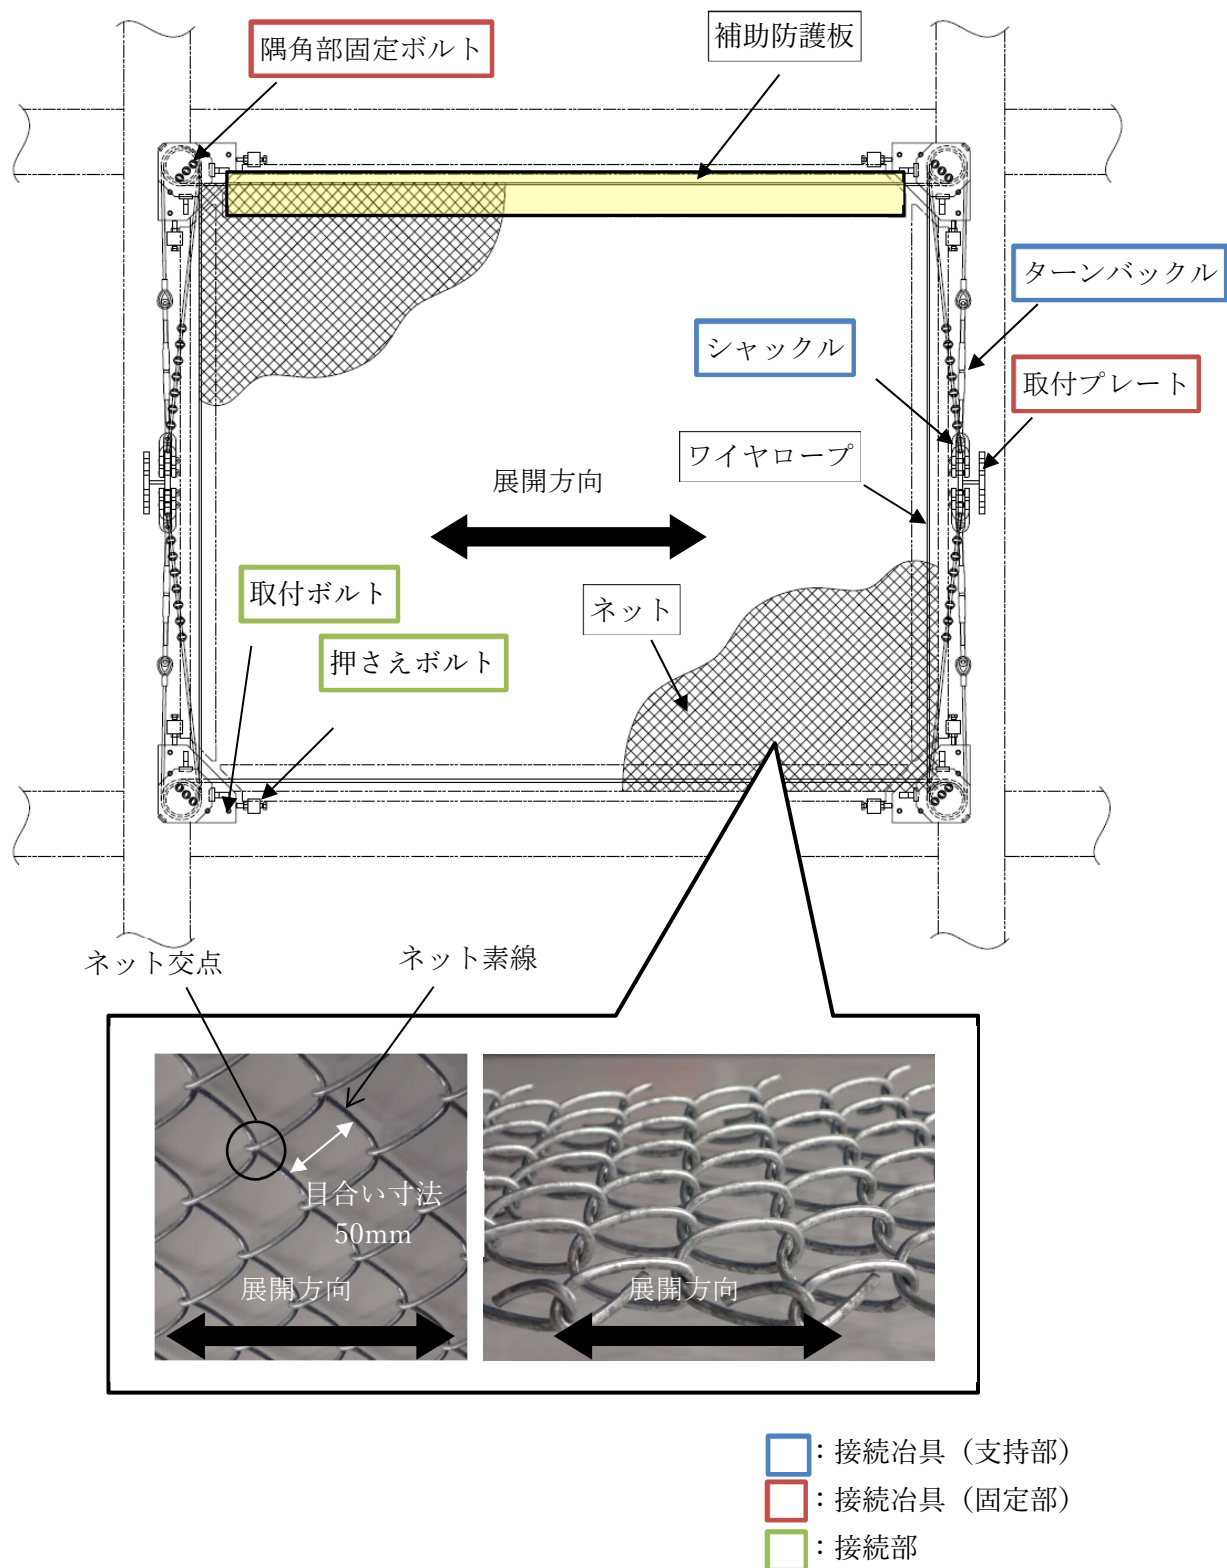 隅角部固定ボルト
補助防護板
ターンバックル
シャックル
取付プレート
ワイヤロープ
展開方向
取付ボルト
ネット
押さえボルト
ネット交点
ネット素線
目合い寸法
50mm
展開方向
展開方向
：接続冶具（支持部）
：接続冶具（固定部）
：接続部